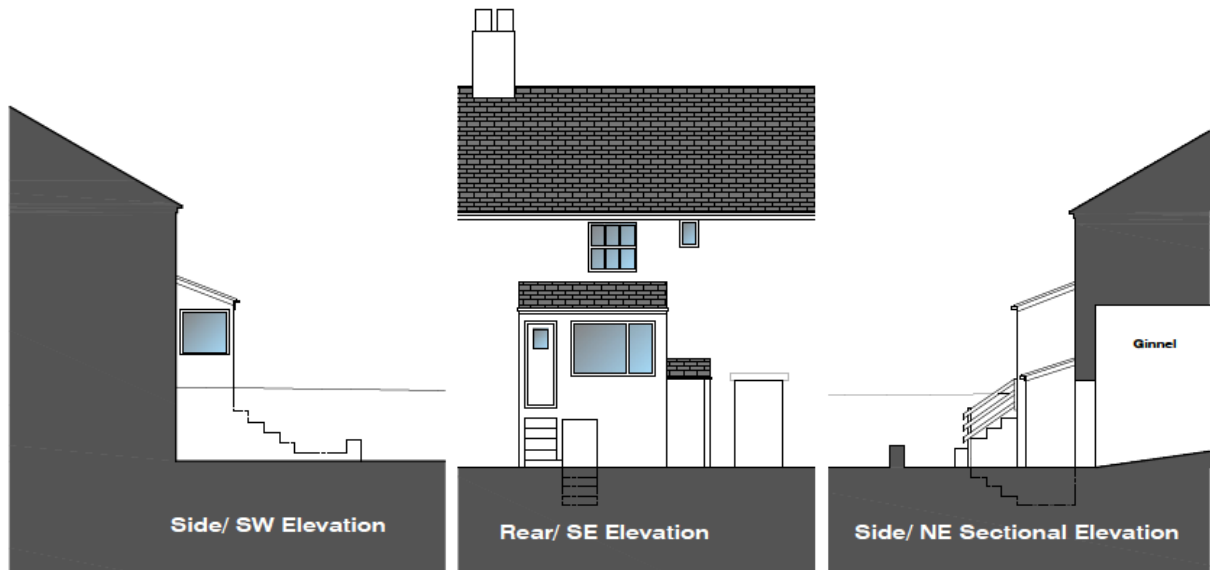 Ginnel
Side/ SW Elevation
Rear/ SE Elevation
Side/ NE Sectional Elevation